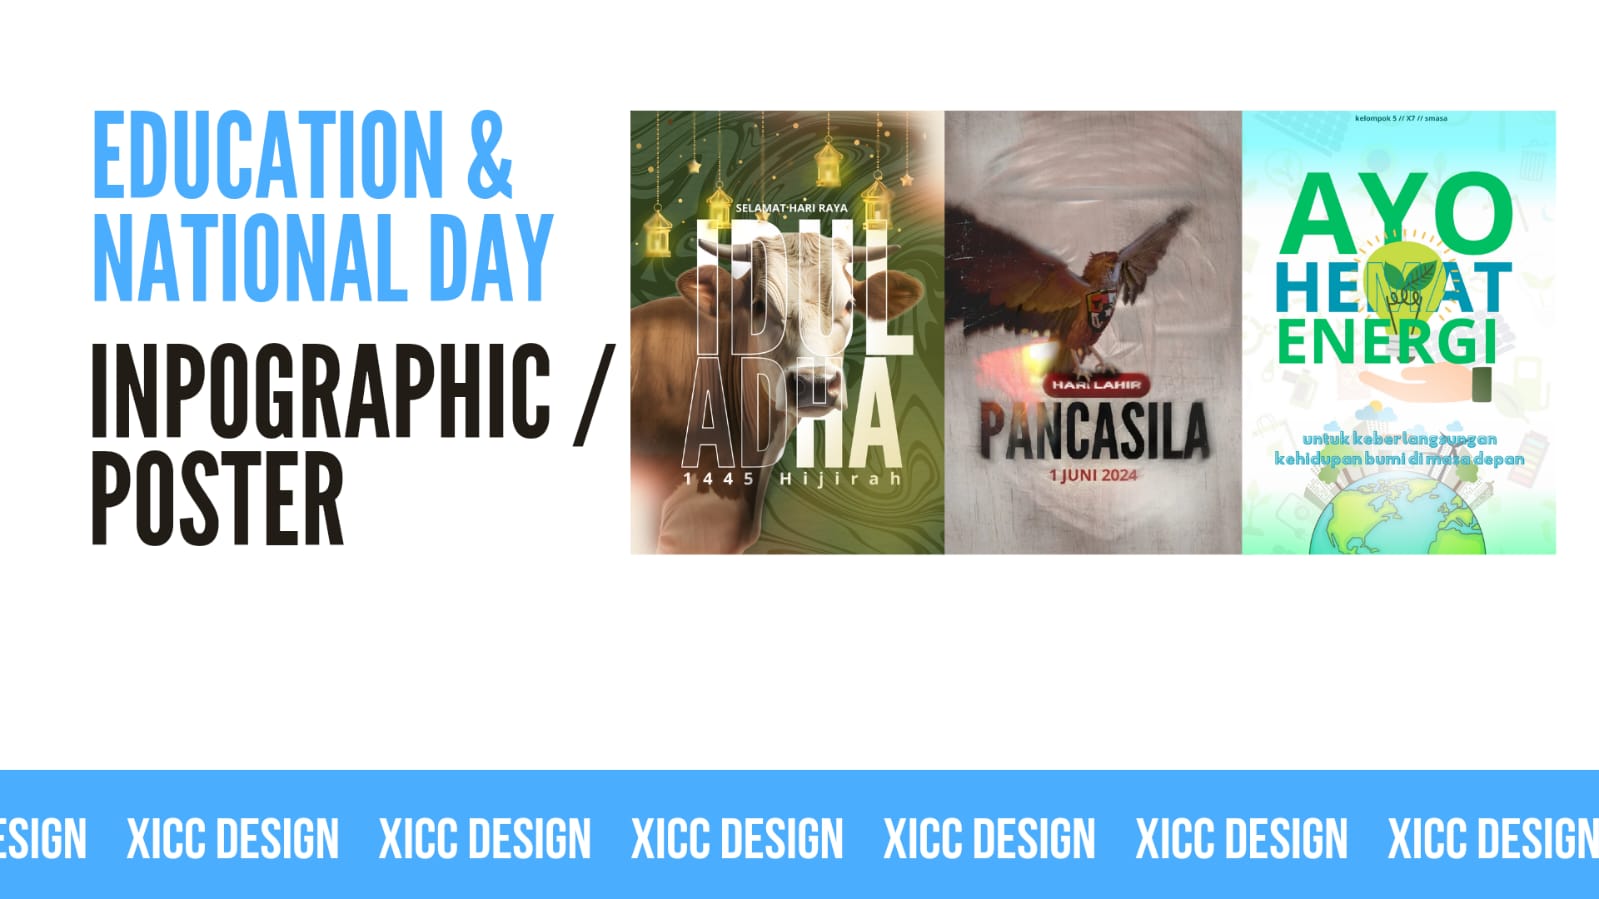 EDUCATION &
NATIONAL DAY
INPOGRAPHIC /
POSTER
SELAMAT HARI RAYA
IDUL
ADHA
1445 Hijirah
HARI LAHIR
PANCASILA
1 JUNI 2024
kelompok 5 // X7 // smasa
AYO
HEMAT
ENERGI
untuk keberlangsungan
kehidupan bumi di masa depan
ESIGN XICC DESIGN XICC DESIGN XICC DESIGN XICC DESIGN XICC DESIGN XICC DESIGN